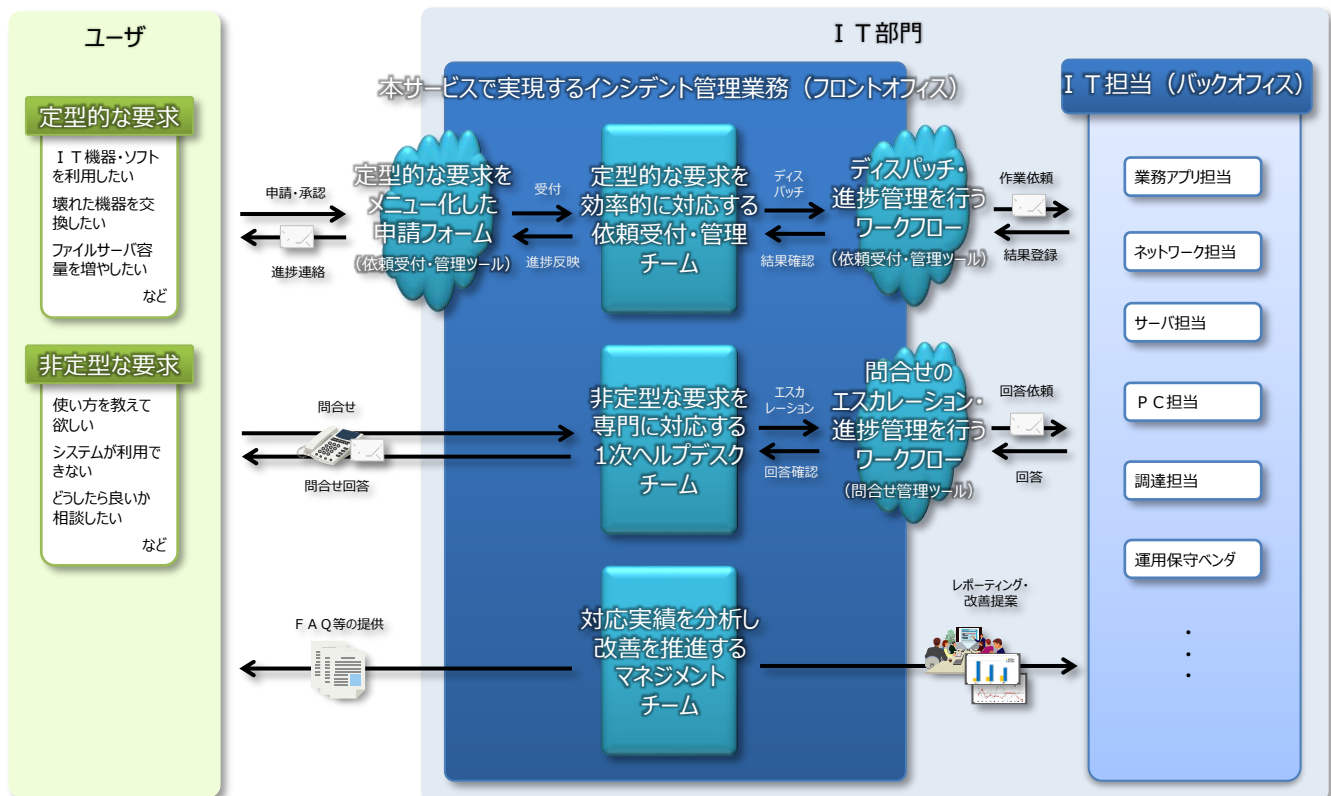 ユーザ
定型的な要求
ＩＴ機器・ソフト
を利用したい
壊れた機器を交
換したい
ファイルサーバ容
量を増やしたい
など
非定型な要求
使い方を教えて
欲しい
システムが利用で
きない
どうしたら良いか
相談したい
など
申請・承認
進捗連絡
問合せ
問合せ回答
ＦＡＱ等の提供
ＩＴ部門
本サービスで実現するインシデント管理業務（フロントオフィス）
定型的な要求を
メニュー化した
申請フォーム
（依頼受付・管理ツール）
受付
進捗反映
定型的な要求を
効率的に対応する
依頼受付・管理
チーム
ディス
パッチ
結果確認
ディスパッチ・
進捗管理を行う
ワークフロー
（依頼受付・管理ツール）
作業依頼
結果登録
非定型な要求を
専門に対応する
1次ヘルプデスク
チーム
エスカ
レーション
回答確認
問合せの
エスカレーション・
進捗管理を行う
ワークフロー
（問合せ管理ツール）
回答依頼
回答
対応実績を分析し
改善を推進する
マネジメント
チーム
レポーティング・
改善提案
ＩＴ担当（バックオフィス）
業務アプリ担当
ネットワーク担当
サーバ担当
ＰＣ担当
調達担当
運用保守ベンダ
・
・
・